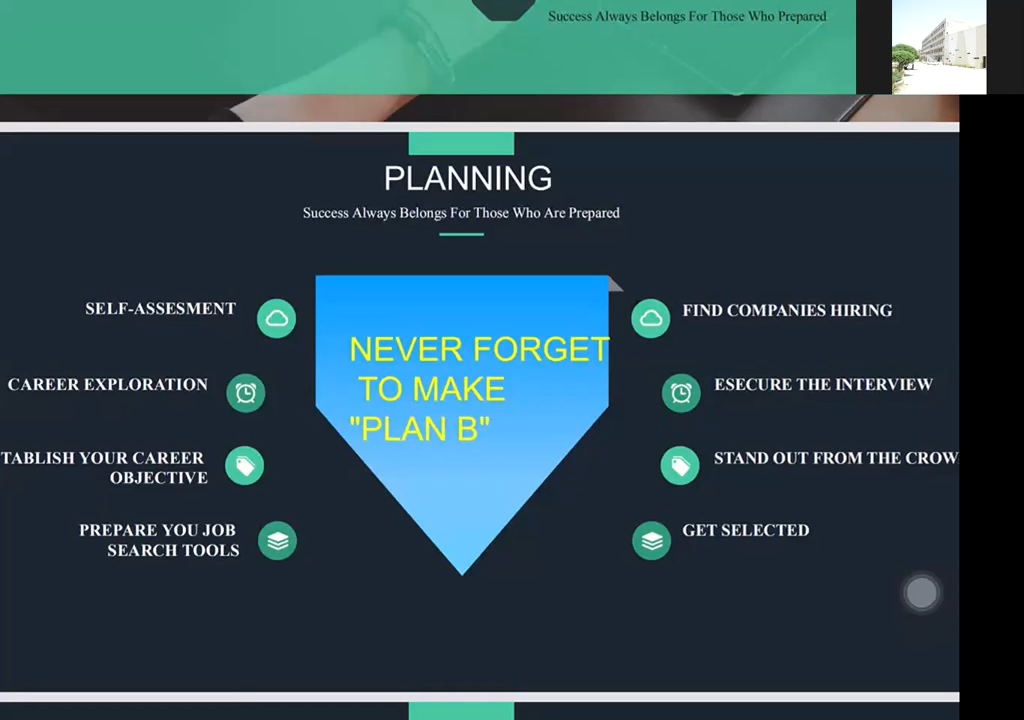 Success Always Belongs For Those Who Prepared
PLANNING
Success Always Belongs For Those Who Are Prepared
SELF-ASSESMENT
CAREER EXPLORATION
TABLISH YOUR CAREER
OBJECTIVE
PREPARE YOU JOB
SEARCH TOOLS
NEVER FORGET
TO MAKE
"PLAN B"
FIND COMPANIES HIRING
ESECURE THE INTERVIEW
STAND OUT FROM THE CROW
GET SELECTED